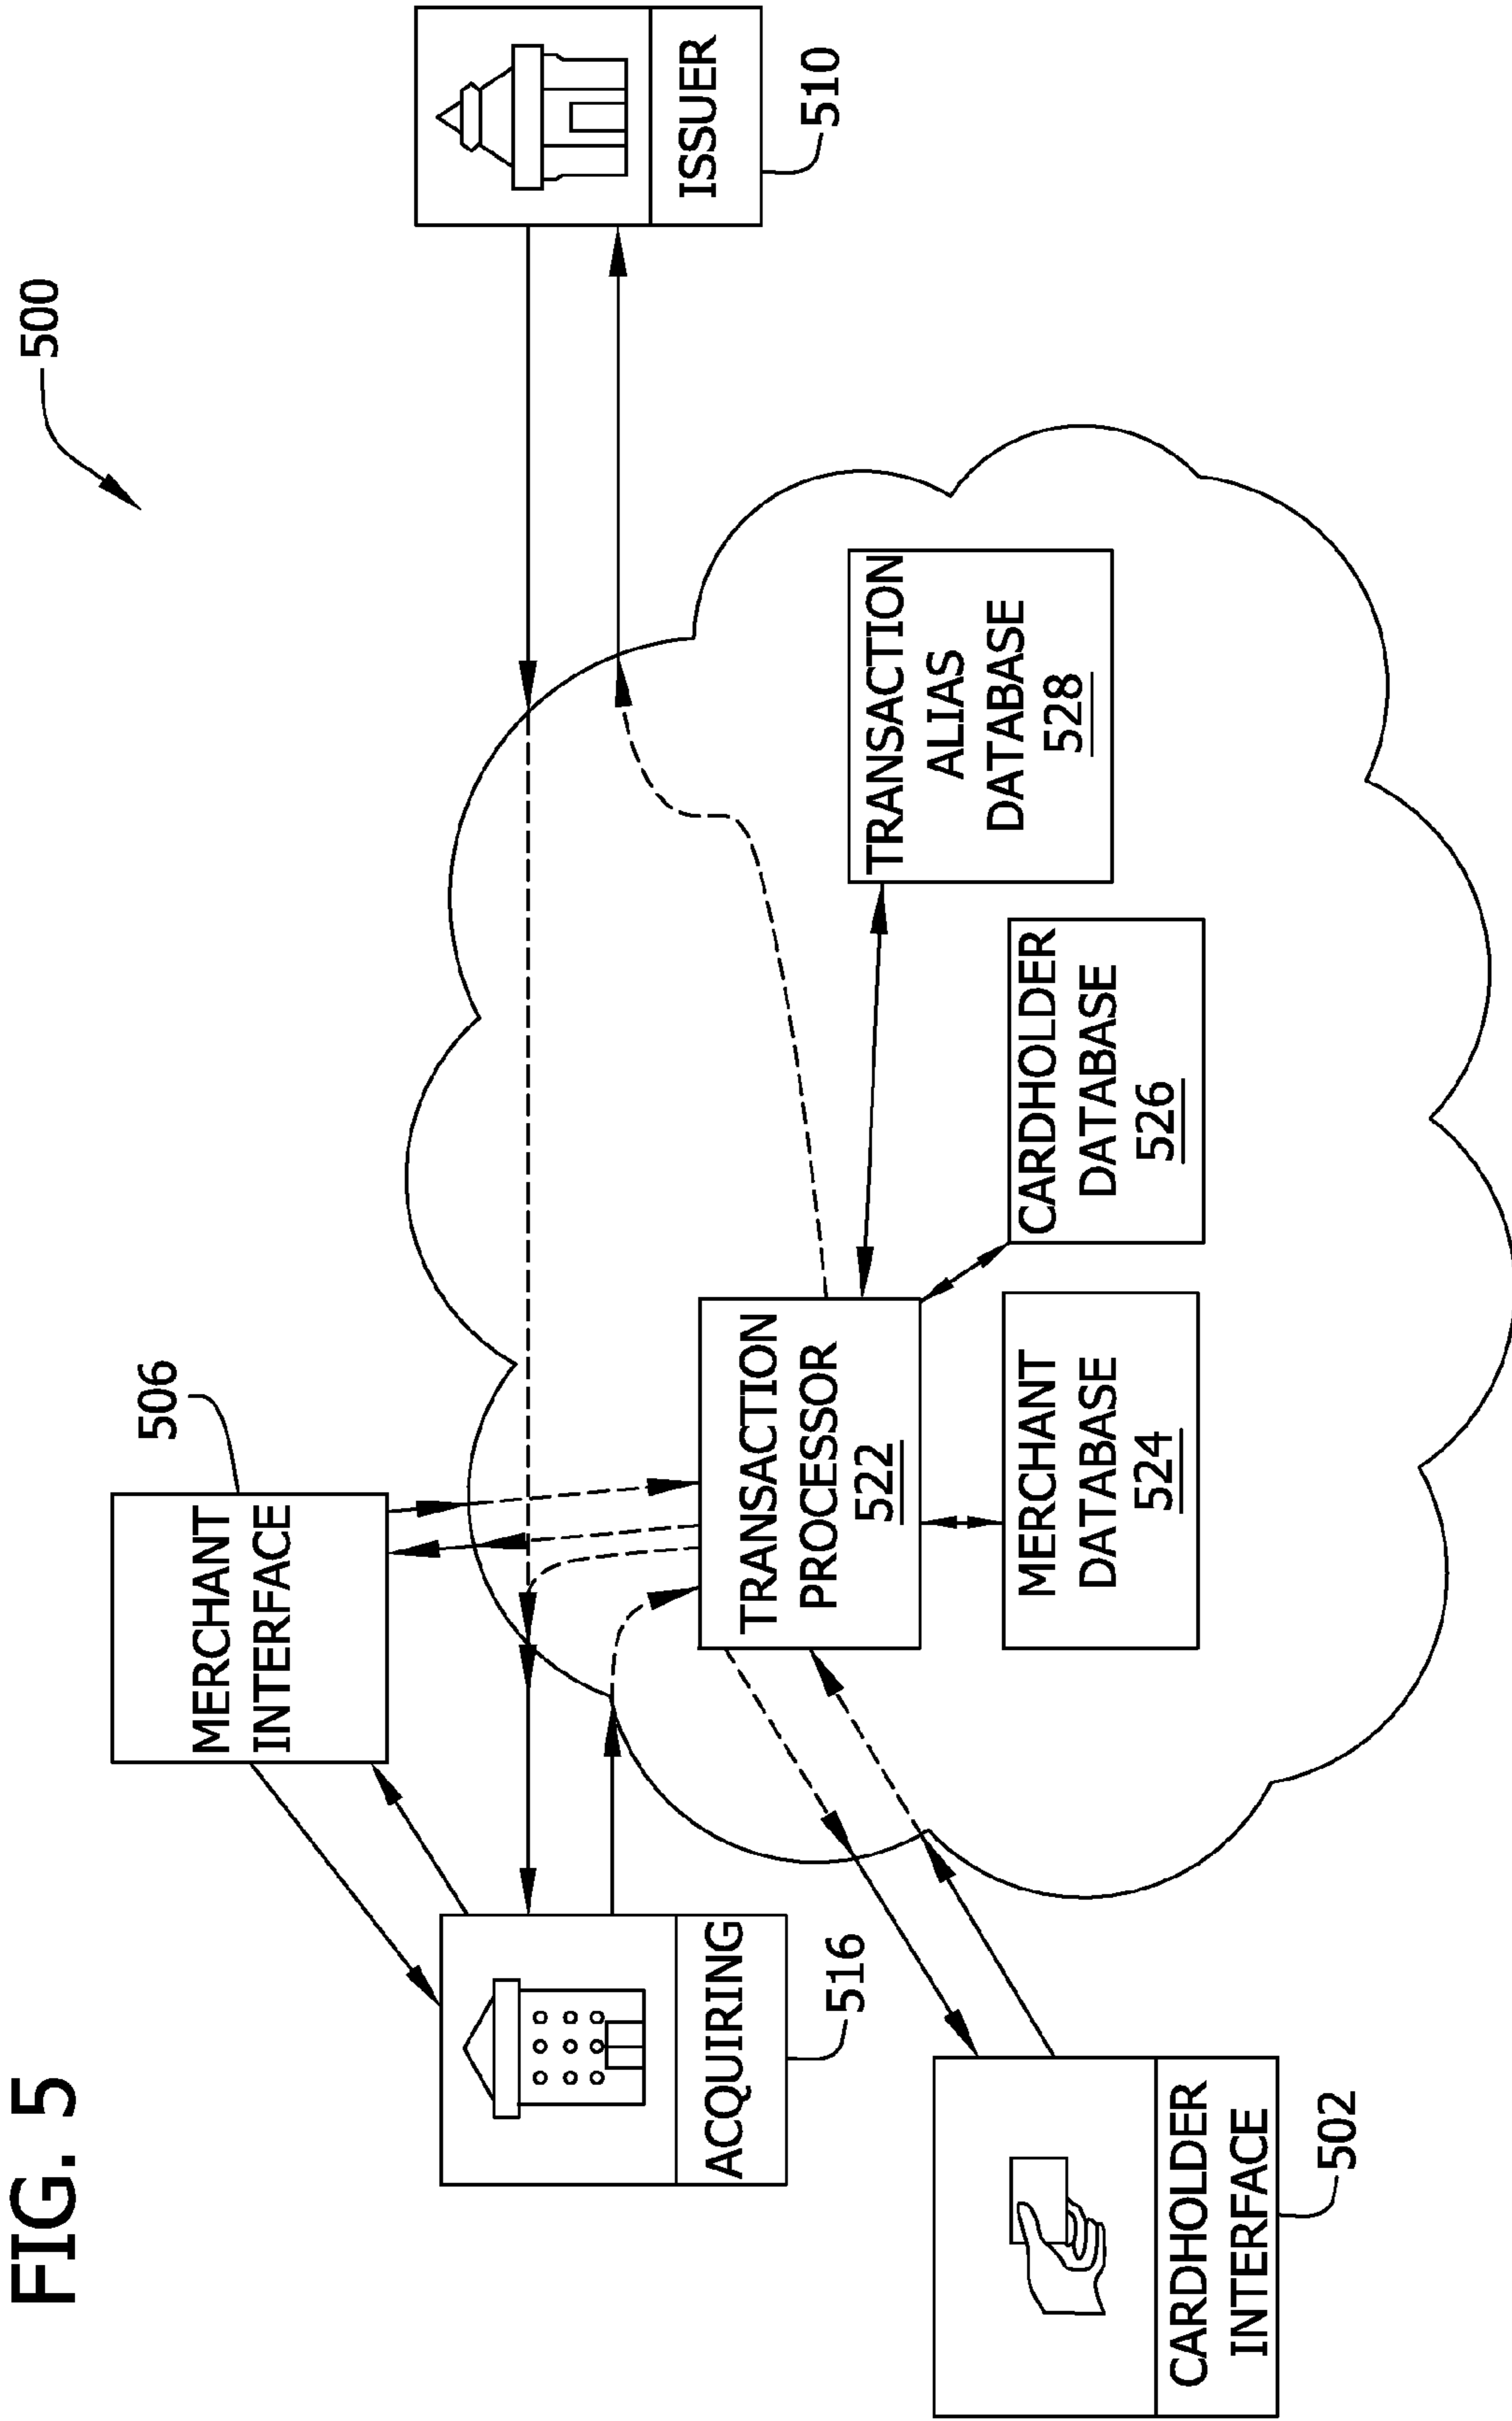 FIG. 5
500
MERCHANT
INTERFACE
506
ACQUIRING
516
ISSUER
510
TRANSACTION
PROCESSOR
522
TRANSACTION
ALIAS
DATABASE
528
CARDHOLDER
DATABASE
526
MERCHANT
DATABASE
524
CARDHOLDER
INTERFACE
502